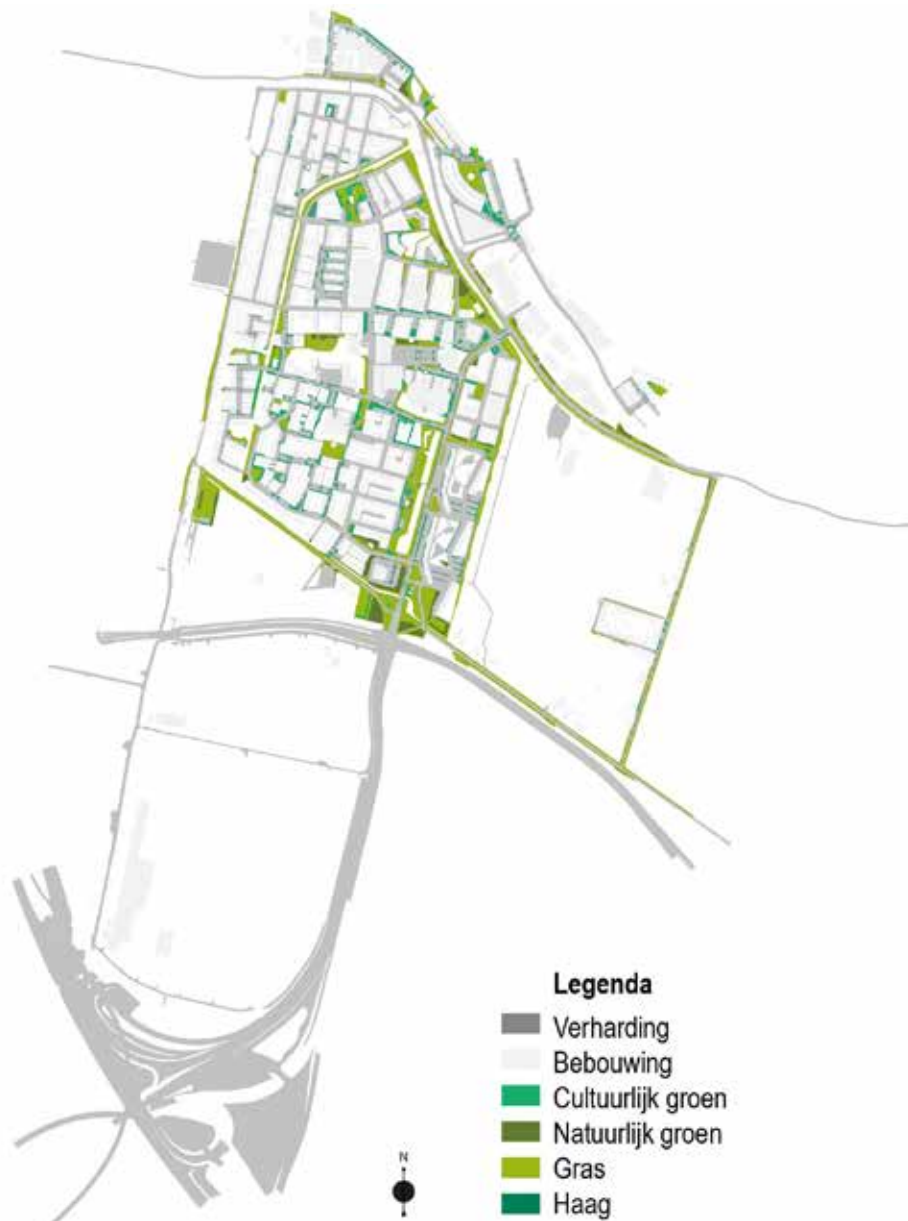 N
Legenda
Verharding
Bebouwing
Cultuurlijk groen
Natuurlijk groen
Gras
Haag